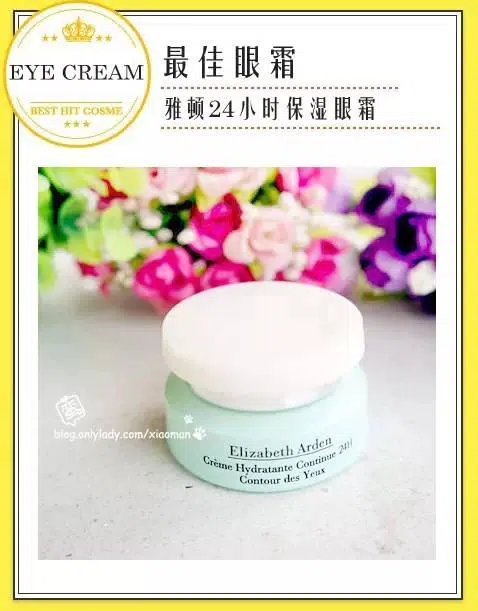 EYE CREAM
BEST HIT COSME
最佳眼霜
雅顿24小时保湿眼霜
blog.onlylady.com/xiaoman
Elizabeth Arden
Crème Hydratante Continue 24H
Contour des Yeux